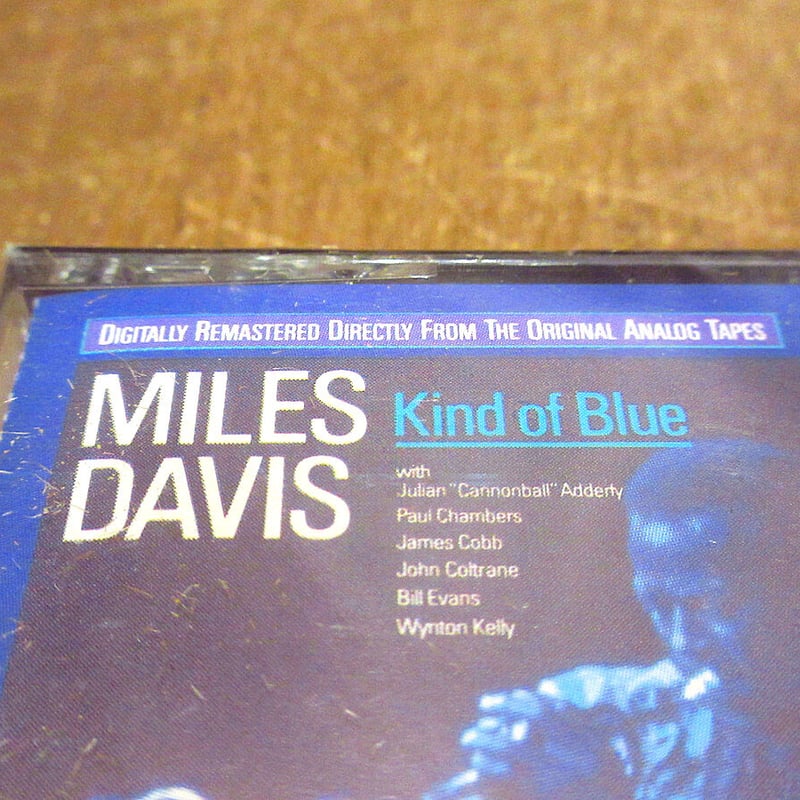 DIGITALLY REMASTERED DIRECTLY FROM THE ORIGINAL ANALOG TAPES
MILES
DAVIS
Kind of Blue
with
Julian "Cannonball" Adderly
Paul Chambers
James Cobb
John Coltrane
Bill Evans
Wynton Kelly